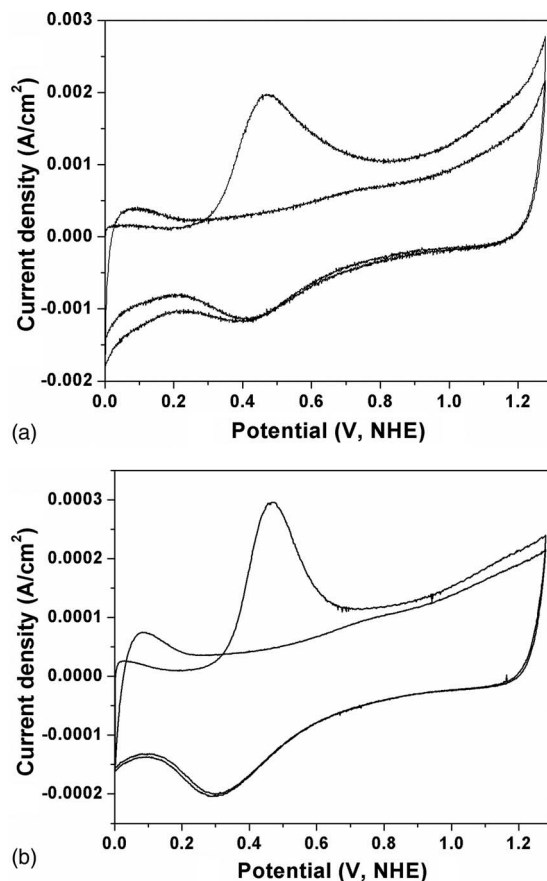 0.003
0.002
0.001
0.000
-0.001
-0.002
Current density (A/cm²)
0.0 0.2 0.4 0.6 0.8 1.0 1.2
Potential (V, NHE)
(a)
0.0003
0.0002
0.0001
0.0000
-0.0001
-0.0002
Current density (A/cm²)
0.0 0.2 0.4 0.6 0.8 1.0 1.2
Potential (V, NHE)
(b)